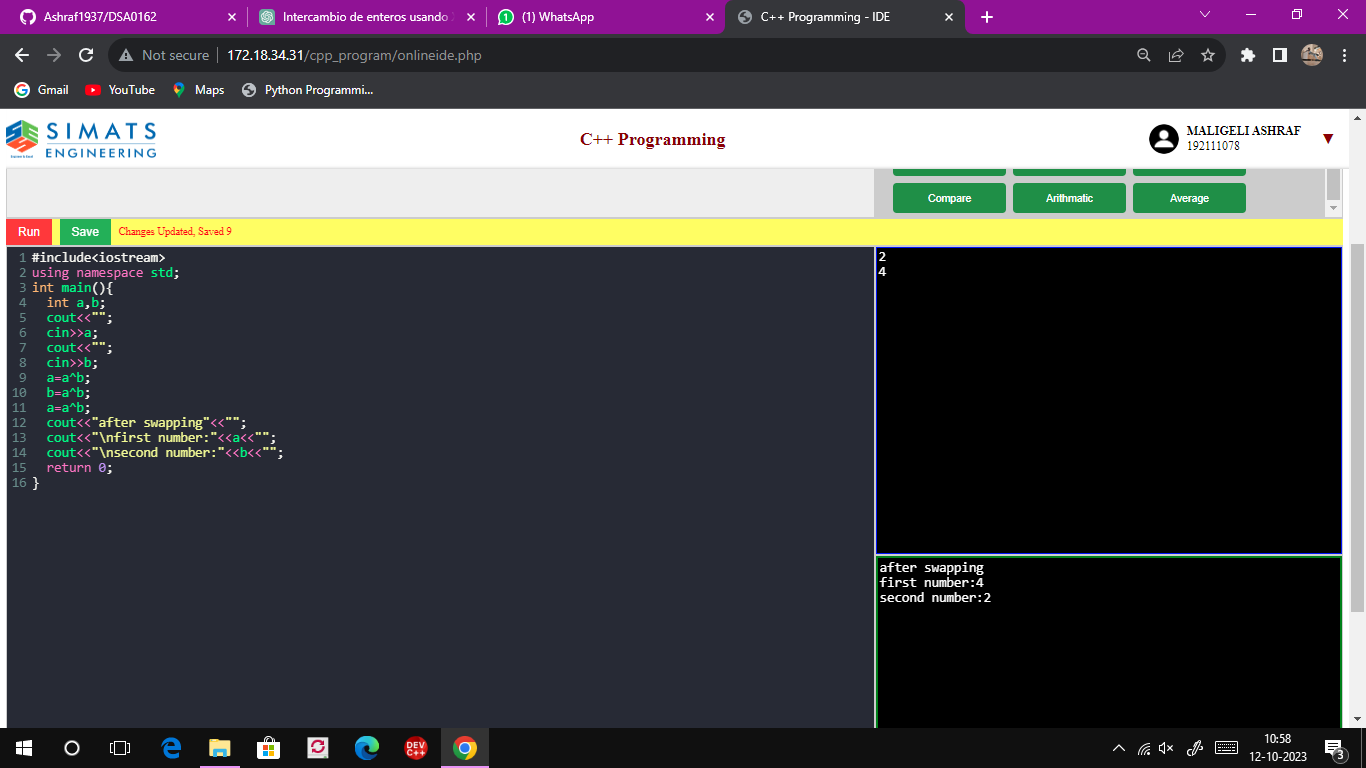 Ashraf1937/DSA0162
Intercambio de enteros usando
(1) WhatsApp
C++ Programming - IDE
Not secure
172.18.34.31/cpp_program/onlineide.php
Gmail
YouTube
Maps
Python Programmi...
SIMATS
ENGINEERING
C++ Programming
MALIGELI ASHRAF
192111078
Compare
Arithmatic
Average
Run
Save
Changes Updated, Saved 9
1 #include<iostream>
2 using namespace std;
3 int main(){
4 int a,b;
5 cout<<"";
6 cin>>a;
7 cout<<"";
8 cin>>b;
9 a=a^b;
10 b=a^b;
11 a=a^b;
12 cout<<"after swapping"<<"";
13 cout<<"\nfirst number:"<<a<<"";
14 cout<<"\nsecond number:"<<b<<"";
15 return 0;
16 }
2
4
after swapping
first number:4
second number:2
DEV
C++
10:58
12-10-2023
3